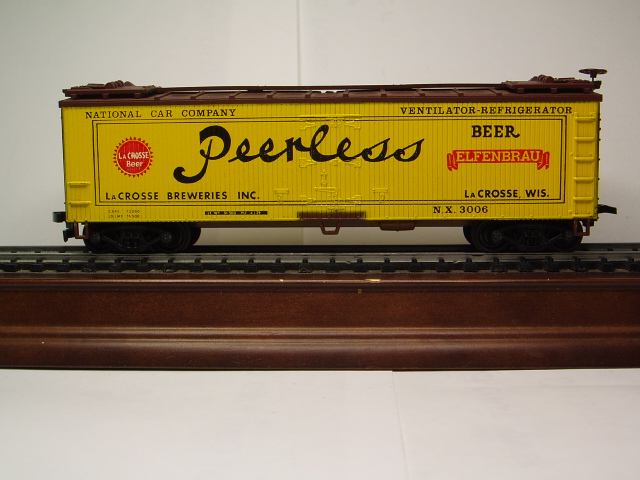 NATIONAL CAR COMPANY
VENTILATOR-REFRIGERATOR
LA CROSSE
Beer
Peerless
BEER
ELFENBRAU
LACROSSE BREWERIES INC.
LACROSSE, WIS.
N.X. 3006